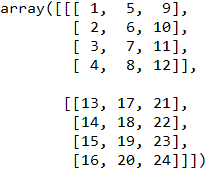 array([[[ 1,  5,  9],
        [ 2,  6, 10],
        [ 3,  7, 11],
        [ 4,  8, 12]],

       [[13, 17, 21],
        [14, 18, 22],
        [15, 19, 23],
        [16, 20, 24]]])